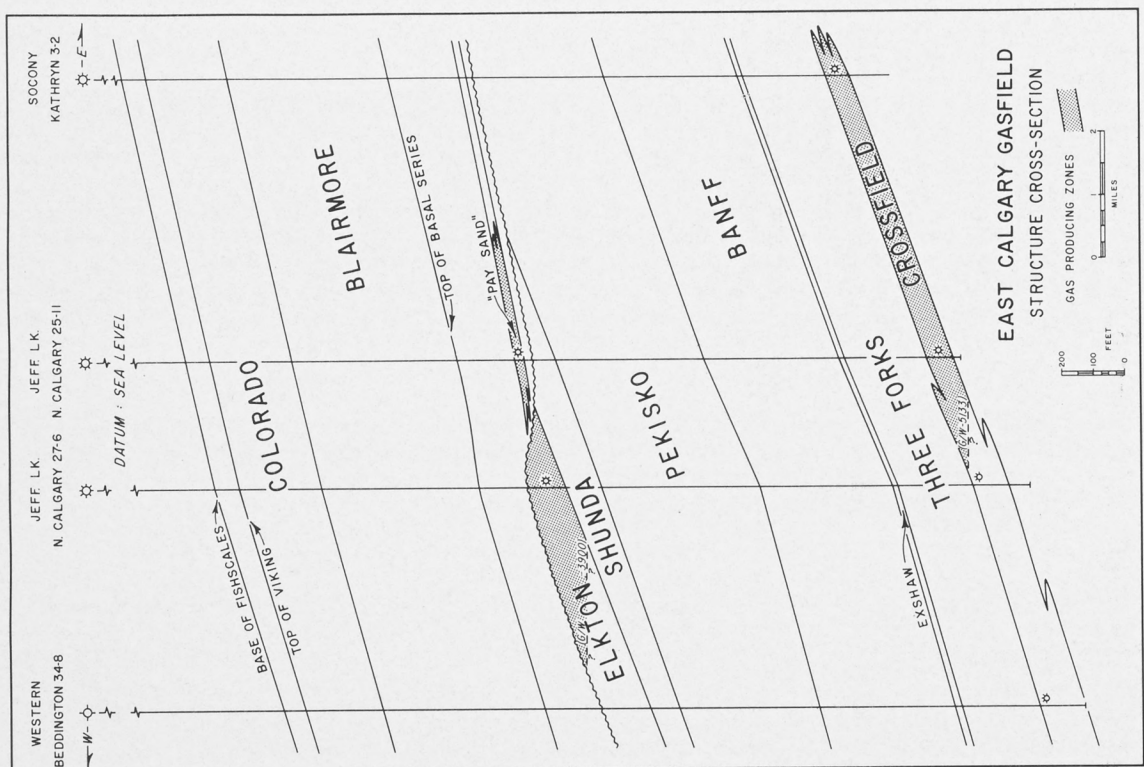 WESTERN
BEDDINGTON 34-8
JEFF. LK.
N. CALGARY 27-6
JEFF. LK.
N. CALGARY 25-11
SOCONY
KATHRYN 3-2
W
E
DATUM : SEA LEVEL
BASE OF FISHSCALES
TOP OF VIKING
COLORADO
BLAIRMORE
TOP OF BASAL SERIES
"PAY SAND"
ELKTON
G/W -3900'
SHUNDA
PEKISKO
BANFF
EXSHAW
THREE FORKS
CROSSFIELD
EAST CALGARY GASFIELD
STRUCTURE CROSS-SECTION
GAS PRODUCING ZONES
200
100
0
FEET
0
1
2
MILES